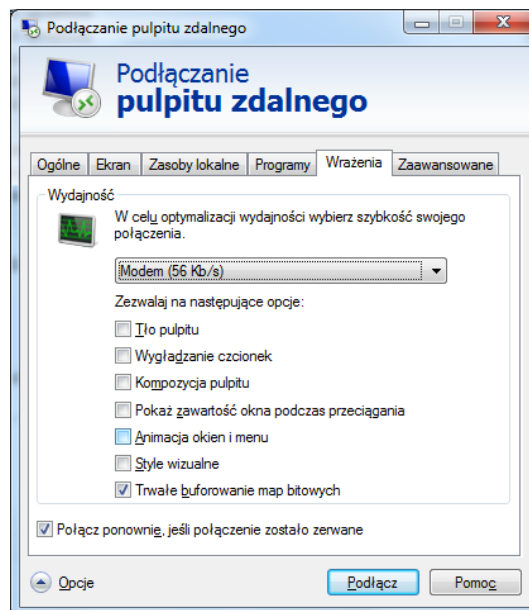 Podłączanie pulpitu zdalnego
Podłączanie
pulpitu zdalnego
Ogólne Ekran Zasoby lokalne Programy Wrażenia Zaawansowane
Wydajność
W celu optymalizacji wydajności wybierz szybkość swojego
połączenia.
Modem (56 Kb/s)
Zezwalaj na następujące opcje:
Tło pulpitu
Wygładzanie czcionek
Kompozycja pulpitu
Pokaż zawartość okna podczas przeciągania
Animacja okien i menu
Style wizualne
Trwałe buforowanie map bitowych
Połącz ponownie, jeśli połączenie zostało zerwane
Opcje Podłącz Pomoc